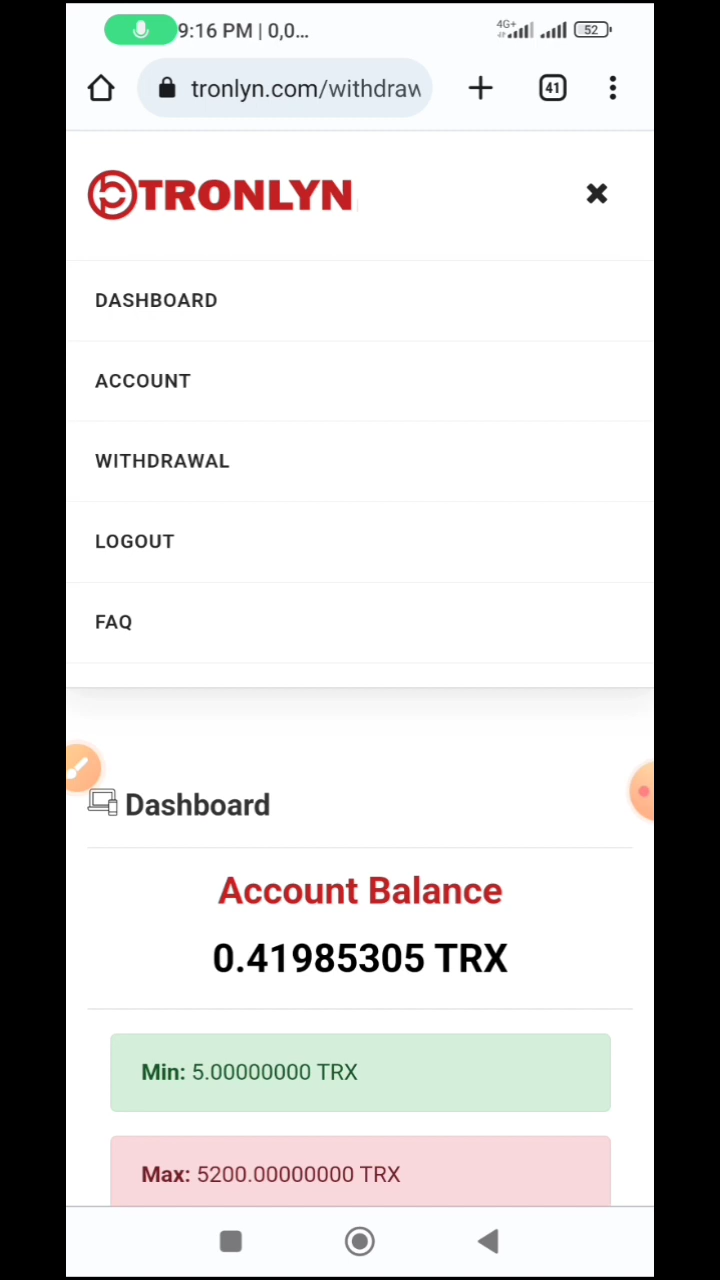 9:16 PM | 0,0...
4G+
52
tronlyn.com/withdraw
41
TRONLYN
DASHBOARD
ACCOUNT
WITHDRAWAL
LOGOUT
FAQ
Dashboard
Account Balance
0.41985305 TRX
Min: 5.00000000 TRX
Max: 5200.00000000 TRX